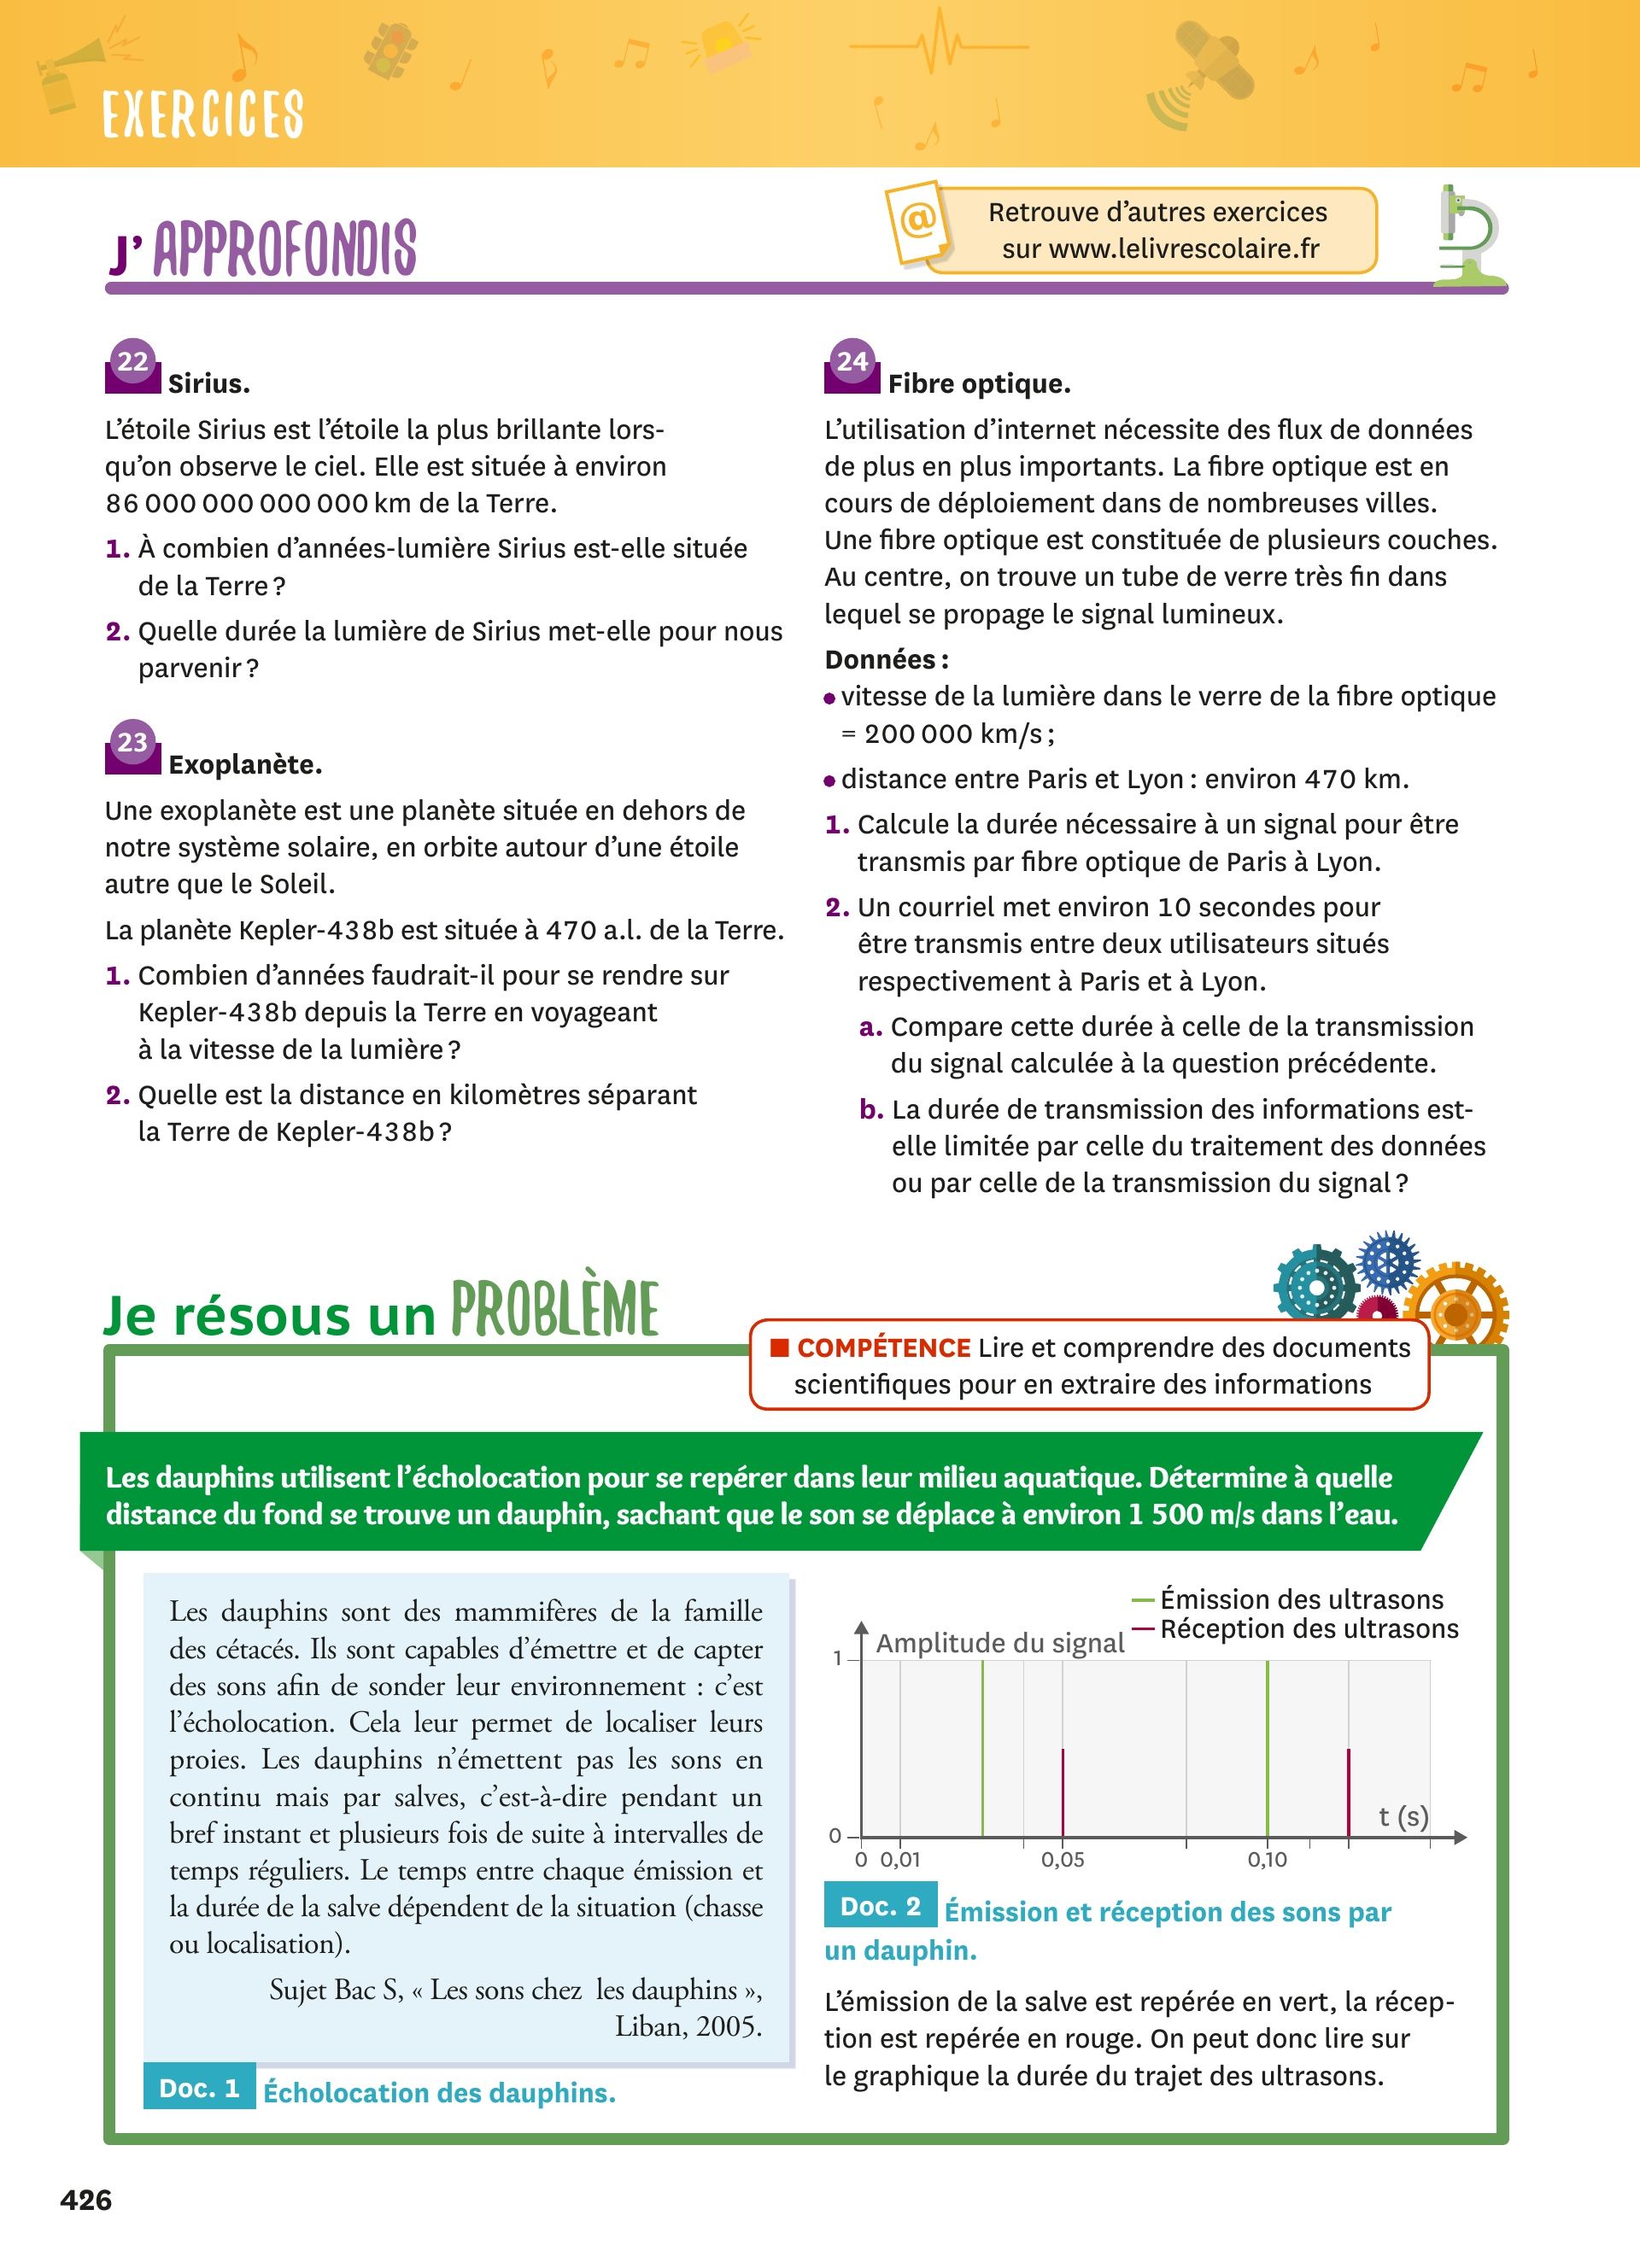 EXERCICES
J’APPROFONDIS
@
Retrouve d’autres exercices
sur www.lelivrescolaire.fr
22 Sirius.
L’étoile Sirius est l’étoile la plus brillante lors-
qu’on observe le ciel. Elle est située à environ
86 000 000 000 000 km de la Terre.
1. À combien d’années-lumière Sirius est-elle située
de la Terre ?
2. Quelle durée la lumière de Sirius met-elle pour nous
parvenir ?
23 Exoplanète.
Une exoplanète est une planète située en dehors de
notre système solaire, en orbite autour d’une étoile
autre que le Soleil.
La planète Kepler-438b est située à 470 a.l. de la Terre.
1. Combien d’années faudrait-il pour se rendre sur
Kepler-438b depuis la Terre en voyageant
à la vitesse de la lumière ?
2. Quelle est la distance en kilomètres séparant
la Terre de Kepler-438b ?
24 Fibre optique.
L’utilisation d’internet nécessite des flux de données
de plus en plus importants. La fibre optique est en
cours de déploiement dans de nombreuses villes.
Une fibre optique est constituée de plusieurs couches.
Au centre, on trouve un tube de verre très fin dans
lequel se propage le signal lumineux.
Données :
• vitesse de la lumière dans le verre de la fibre optique
= 200 000 km/s ;
• distance entre Paris et Lyon : environ 470 km.
1. Calcule la durée nécessaire à un signal pour être
transmis par fibre optique de Paris à Lyon.
2. Un courriel met environ 10 secondes pour
être transmis entre deux utilisateurs situés
respectivement à Paris et à Lyon.
a. Compare cette durée à celle de la transmission
du signal calculée à la question précédente.
b. La durée de transmission des informations est-
elle limitée par celle du traitement des données
ou par celle de la transmission du signal ?
Je résous un PROBLÈME
■ COMPÉTENCE Lire et comprendre des documents
scientifiques pour en extraire des informations
Les dauphins utilisent l’écholocation pour se repérer dans leur milieu aquatique. Détermine à quelle
distance du fond se trouve un dauphin, sachant que le son se déplace à environ 1 500 m/s dans l’eau.
Les dauphins sont des mammifères de la famille
des cétacés. Ils sont capables d’émettre et de capter
des sons afin de sonder leur environnement : c’est
l’écholocation. Cela leur permet de localiser leurs
proies. Les dauphins n’émettent pas les sons en
continu mais par salves, c’est-à-dire pendant un
bref instant et plusieurs fois de suite à intervalles de
temps réguliers. Le temps entre chaque émission et
la durée de la salve dépendent de la situation (chasse
ou localisation).
Sujet Bac S, « Les sons chez les dauphins »,
Liban, 2005.
Doc. 1 Écholocation des dauphins.
Émission des ultrasons
Réception des ultrasons
Amplitude du signal
1
t (s)
0
0 0,01 0,05 0,10
Doc. 2 Émission et réception des sons par
un dauphin.
L’émission de la salve est repérée en vert, la récep-
tion est repérée en rouge. On peut donc lire sur
le graphique la durée du trajet des ultrasons.
426